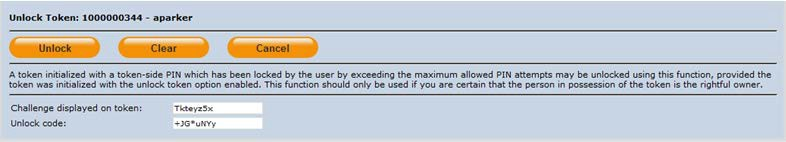 Unlock Token: 1000000344 - aparker
Unlock Clear Cancel
A token initialized with a token-side PIN which has been locked by the user by exceeding the maximum allowed PIN attempts may be unlocked using this function, provided the
token was initialized with the unlock token option enabled. This function should only be used if you are certain that the person in possession of the token is the rightful owner.
Challenge displayed on token: Tkteyz5x
Unlock code: +JG*uNYy